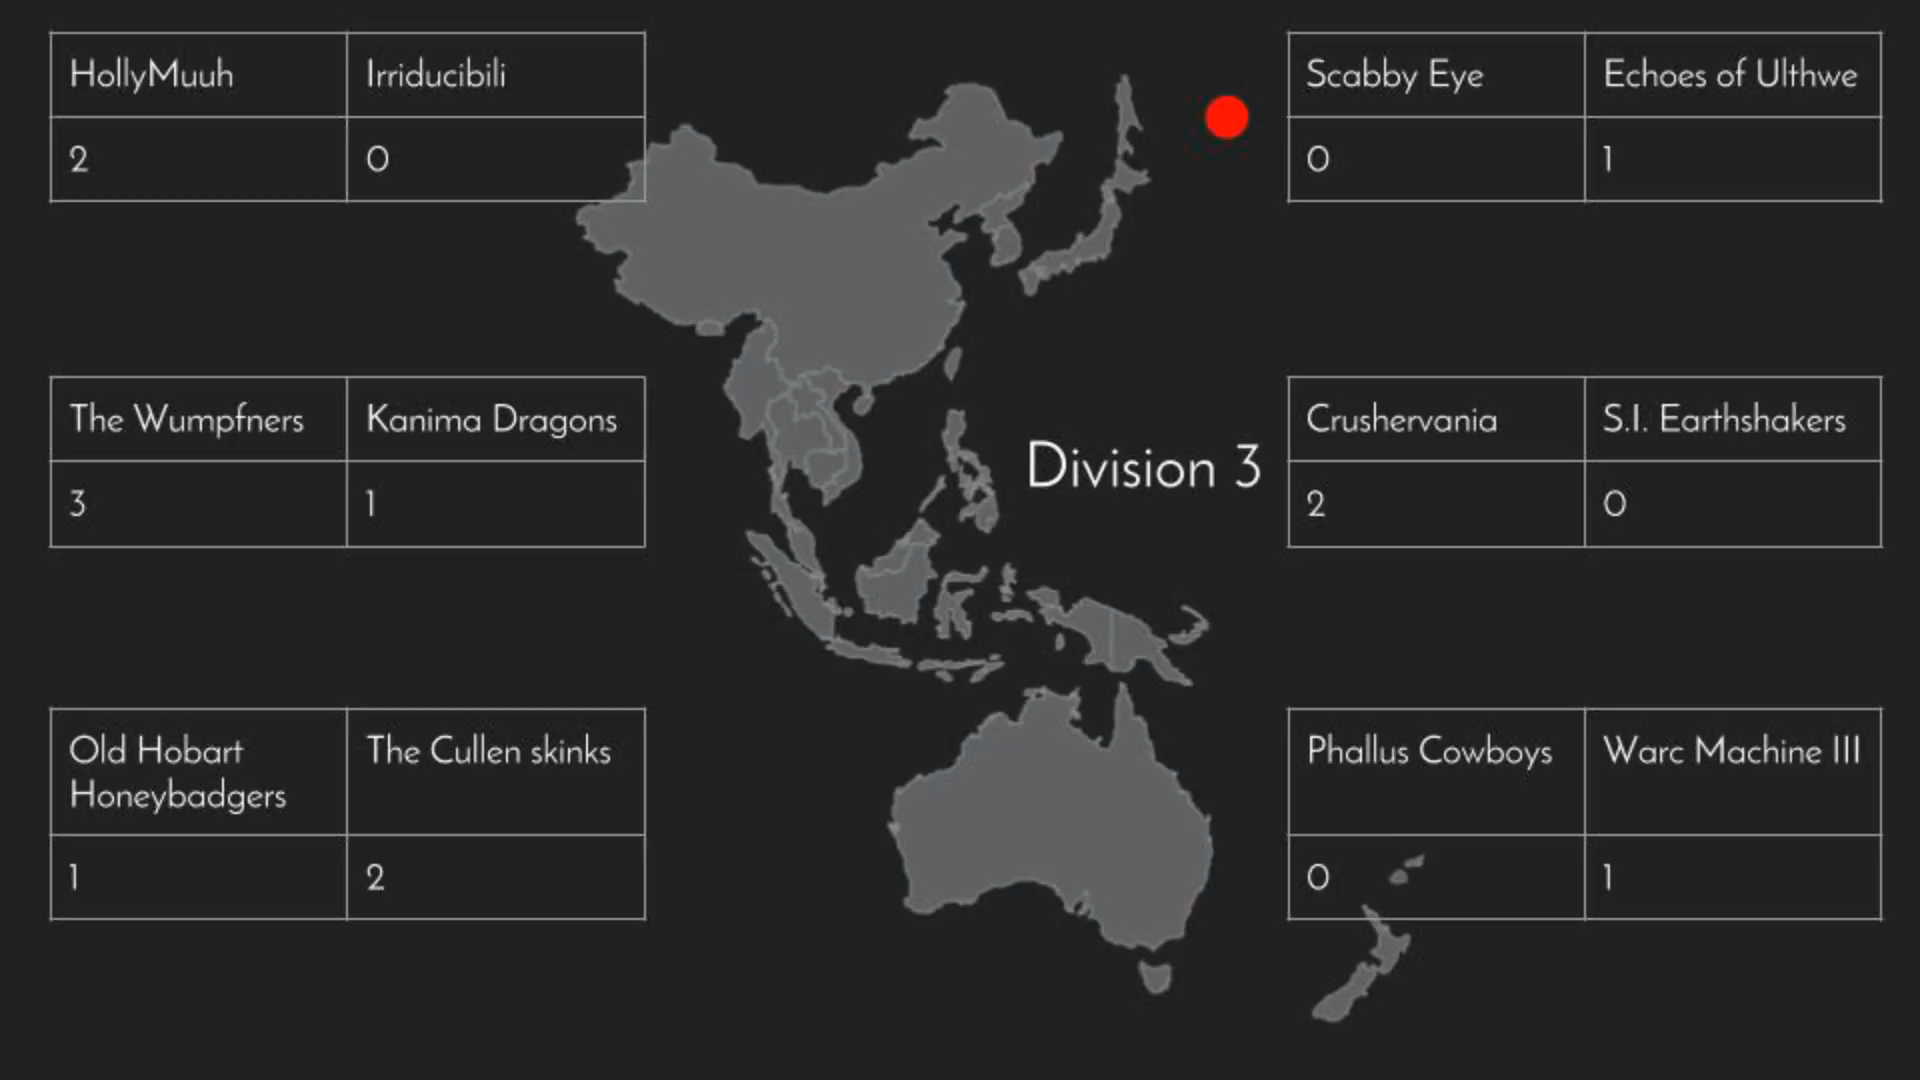 HollyMuuh Irriducibili
2 0
Scabby Eye Echoes of Ulthwe
0 1
The Wumpfners Kanima Dragons
3 1
Division 3
Crushervania S.I. Earthshakers
2 0
Old Hobart
Honeybadgers
The Cullen skinks
1 2
Phallus Cowboys Warc Machine III
0 1